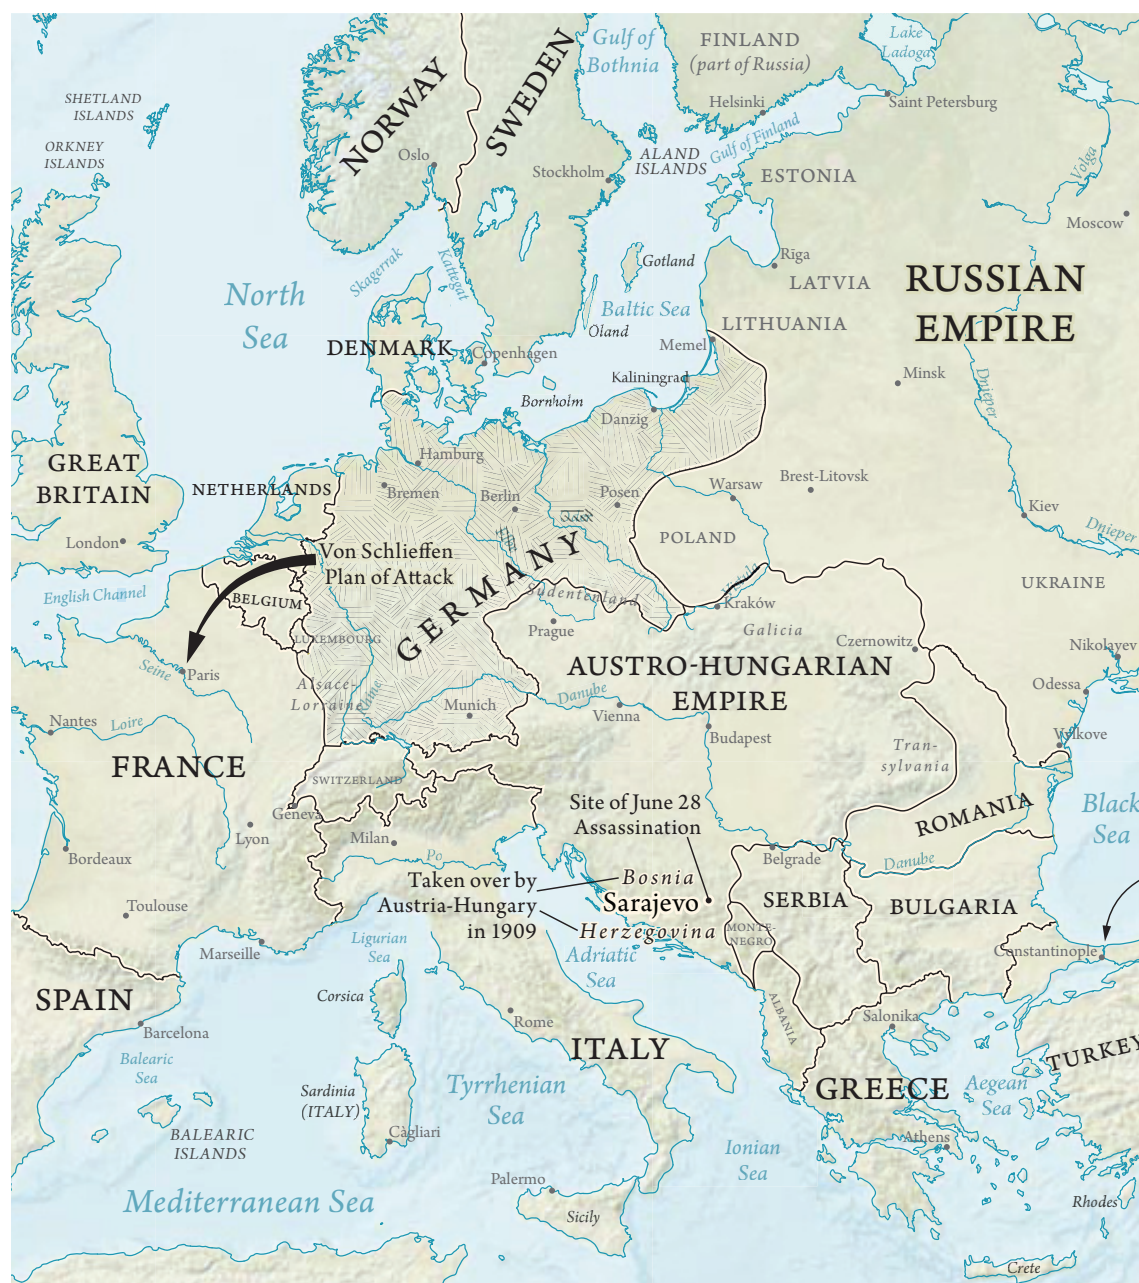 SHETLAND
ISLANDS
ORKNEY
ISLANDS
NORWAY
SWEDEN
Gulf of
Bothnia
FINLAND
(part of Russia)
Lake
Ladoga
Helsinki
Saint Petersburg
Gulf of Finland
Oslo
Stockholm
ALAND
ISLANDS
ESTONIA
Volga
Moscow
Skagerrak
Kattegat
Gotland
Riga
LATVIA
RUSSIAN
EMPIRE
North
Sea
Baltic Sea
Oland
LITHUANIA
DENMARK
Copenhagen
Memel
Minsk
Dnieper
Kaliningrad
Bornholm
Danzig
GREAT
BRITAIN
Hamburg
NETHERLANDS
Bremen
Berlin
Posen
Warsaw
Brest-Litovsk
Kiev
Dnieper
London
Von Schlieffen
Plan of Attack
POLAND
English Channel
BELGIUM
GERMANY
Elbe
Oder
Sudentenland
Vistula
Kraków
UKRAINE
LUXEMBOURG
Prague
Galicia
Czernowitz
Nikolayev
Seine
Paris
Alsace-
Lorraine
Rhine
AUSTRO-HUNGARIAN
EMPIRE
Odessa
Nantes
Loire
Munich
Danube
Vienna
Budapest
Tran-
sylvania
Vylkove
FRANCE
SWITZERLAND
Geneva
Site of June 28
Assassination
ROMANIA
Black
Sea
Lyon
Milan
Bordeaux
Po
Belgrade
Danube
Taken over by
Austria-Hungary
in 1909
Bosnia
Sarajevo
Herzegovina
SERBIA
BULGARIA
Toulouse
MONTE-
NEGRO
Marseille
Ligurian
Sea
Adriatic
Sea
Constantinople
SPAIN
Corsica
Rome
ALBANIA
Salonika
Barcelona
ITALY
TURKEY
Balearic
Sea
Sardinia
(ITALY)
Tyrrhenian
Sea
GREECE
Aegean
Sea
BALEARIC
ISLANDS
Càgliari
Ionian
Sea
Athens
Mediterranean Sea
Palermo
Sicily
Rhodes
Crete